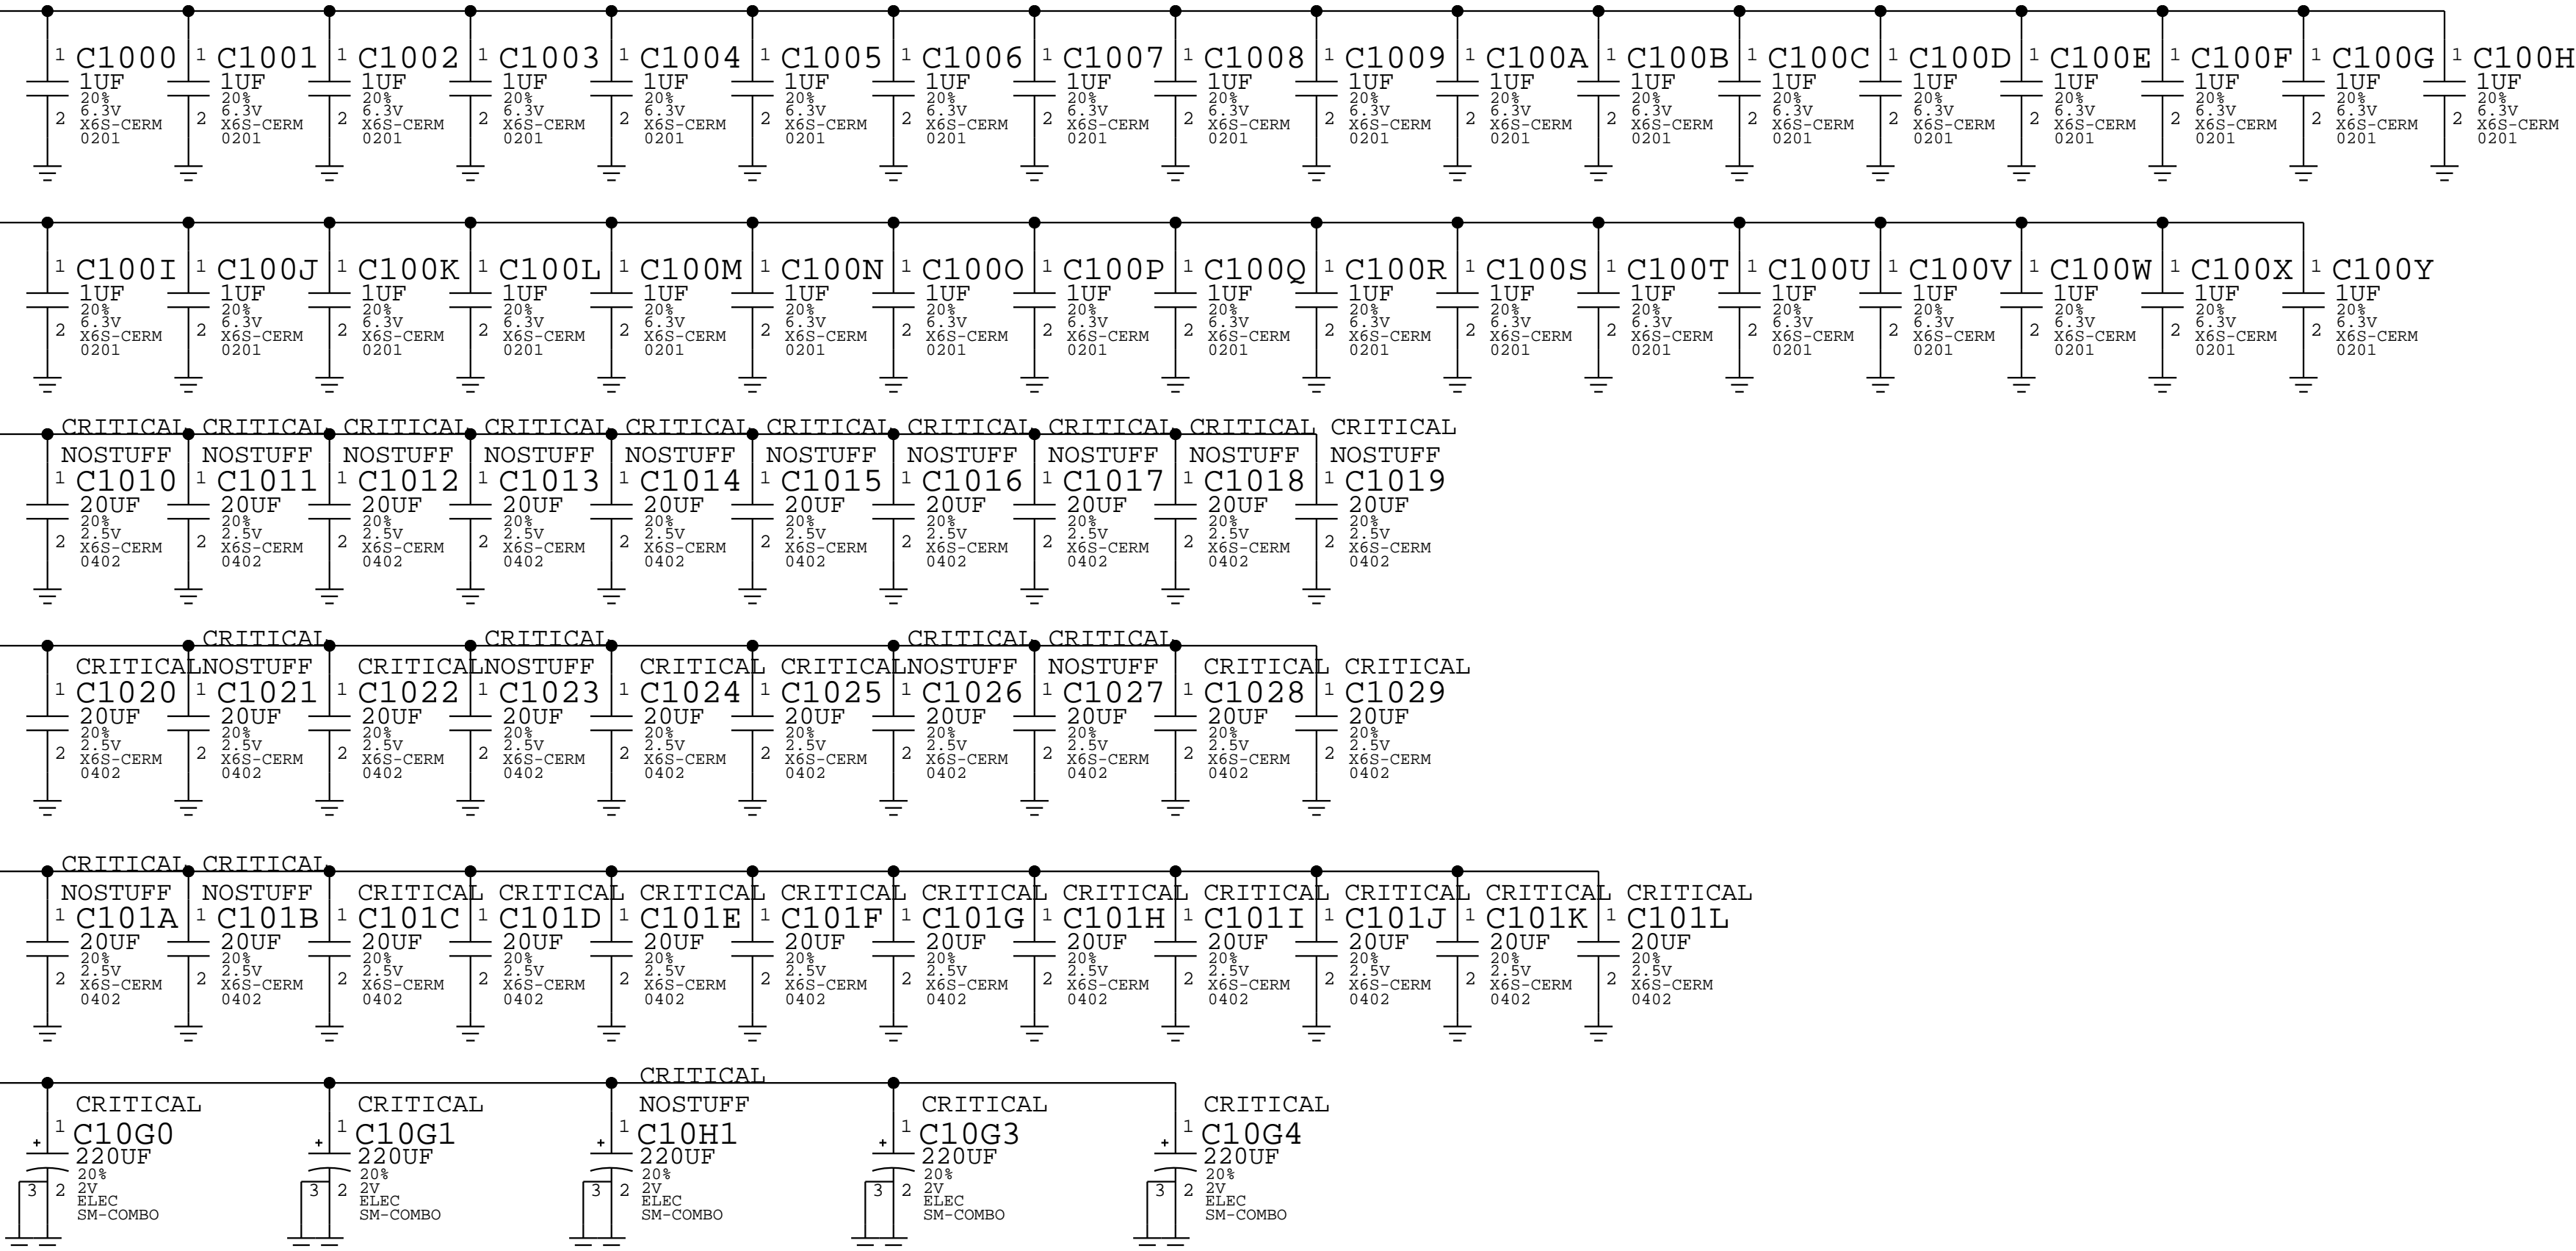 1 C1000 1 C1001 1 C1002 1 C1003 1 C1004 1 C1005 1 C1006 1 C1007 1 C1008 1 C1009 1 C100A 1 C100B 1 C100C 1 C100D 1 C100E 1 C100F 1 C100G 1 C100H
1UF 1UF 1UF 1UF 1UF 1UF 1UF 1UF 1UF 1UF 1UF 1UF 1UF 1UF 1UF 1UF 1UF 1UF
20% 20% 20% 20% 20% 20% 20% 20% 20% 20% 20% 20% 20% 20% 20% 20% 20% 20%
6.3V 6.3V 6.3V 6.3V 6.3V 6.3V 6.3V 6.3V 6.3V 6.3V 6.3V 6.3V 6.3V 6.3V 6.3V 6.3V 6.3V 6.3V
2 X6S-CERM 2 X6S-CERM 2 X6S-CERM 2 X6S-CERM 2 X6S-CERM 2 X6S-CERM 2 X6S-CERM 2 X6S-CERM 2 X6S-CERM 2 X6S-CERM 2 X6S-CERM 2 X6S-CERM 2 X6S-CERM 2 X6S-CERM 2 X6S-CERM 2 X6S-CERM 2 X6S-CERM 2 X6S-CERM
0201 0201 0201 0201 0201 0201 0201 0201 0201 0201 0201 0201 0201 0201 0201 0201 0201 0201
1 C100I 1 C100J 1 C100K 1 C100L 1 C100M 1 C100N 1 C100O 1 C100P 1 C100Q 1 C100R 1 C100S 1 C100T 1 C100U 1 C100V 1 C100W 1 C100X 1 C100Y
1UF 1UF 1UF 1UF 1UF 1UF 1UF 1UF 1UF 1UF 1UF 1UF 1UF 1UF 1UF 1UF 1UF
20% 20% 20% 20% 20% 20% 20% 20% 20% 20% 20% 20% 20% 20% 20% 20% 20%
6.3V 6.3V 6.3V 6.3V 6.3V 6.3V 6.3V 6.3V 6.3V 6.3V 6.3V 6.3V 6.3V 6.3V 6.3V 6.3V 6.3V
2 X6S-CERM 2 X6S-CERM 2 X6S-CERM 2 X6S-CERM 2 X6S-CERM 2 X6S-CERM 2 X6S-CERM 2 X6S-CERM 2 X6S-CERM 2 X6S-CERM 2 X6S-CERM 2 X6S-CERM 2 X6S-CERM 2 X6S-CERM 2 X6S-CERM 2 X6S-CERM 2 X6S-CERM
0201 0201 0201 0201 0201 0201 0201 0201 0201 0201 0201 0201 0201 0201 0201 0201 0201
CRITICAL CRITICAL CRITICAL CRITICAL CRITICAL CRITICAL CRITICAL CRITICAL CRITICAL CRITICAL
NOSTUFF NOSTUFF NOSTUFF NOSTUFF NOSTUFF NOSTUFF NOSTUFF NOSTUFF NOSTUFF NOSTUFF
1 C1010 1 C1011 1 C1012 1 C1013 1 C1014 1 C1015 1 C1016 1 C1017 1 C1018 1 C1019
20UF 20UF 20UF 20UF 20UF 20UF 20UF 20UF 20UF 20UF
20% 20% 20% 20% 20% 20% 20% 20% 20% 20%
2.5V 2.5V 2.5V 2.5V 2.5V 2.5V 2.5V 2.5V 2.5V 2.5V
2 X6S-CERM 2 X6S-CERM 2 X6S-CERM 2 X6S-CERM 2 X6S-CERM 2 X6S-CERM 2 X6S-CERM 2 X6S-CERM 2 X6S-CERM 2 X6S-CERM
0402 0402 0402 0402 0402 0402 0402 0402 0402 0402
CRITICAL CRITICAL CRITICAL CRITICAL
CRITICAL NOSTUFF CRITICAL NOSTUFF CRITICAL CRITICAL NOSTUFF NOSTUFF CRITICAL CRITICAL
1 C1020 1 C1021 1 C1022 1 C1023 1 C1024 1 C1025 1 C1026 1 C1027 1 C1028 1 C1029
20UF 20UF 20UF 20UF 20UF 20UF 20UF 20UF 20UF 20UF
20% 20% 20% 20% 20% 20% 20% 20% 20% 20%
2.5V 2.5V 2.5V 2.5V 2.5V 2.5V 2.5V 2.5V 2.5V 2.5V
2 X6S-CERM 2 X6S-CERM 2 X6S-CERM 2 X6S-CERM 2 X6S-CERM 2 X6S-CERM 2 X6S-CERM 2 X6S-CERM 2 X6S-CERM 2 X6S-CERM
0402 0402 0402 0402 0402 0402 0402 0402 0402 0402
CRITICAL CRITICAL
NOSTUFF NOSTUFF CRITICAL CRITICAL CRITICAL CRITICAL CRITICAL CRITICAL CRITICAL CRITICAL CRITICAL CRITICAL
1 C101A 1 C101B 1 C101C 1 C101D 1 C101E 1 C101F 1 C101G 1 C101H 1 C101I 1 C101J 1 C101K 1 C101L
20UF 20UF 20UF 20UF 20UF 20UF 20UF 20UF 20UF 20UF 20UF 20UF
20% 20% 20% 20% 20% 20% 20% 20% 20% 20% 20% 20%
2.5V 2.5V 2.5V 2.5V 2.5V 2.5V 2.5V 2.5V 2.5V 2.5V 2.5V 2.5V
2 X6S-CERM 2 X6S-CERM 2 X6S-CERM 2 X6S-CERM 2 X6S-CERM 2 X6S-CERM 2 X6S-CERM 2 X6S-CERM 2 X6S-CERM 2 X6S-CERM 2 X6S-CERM 2 X6S-CERM
0402 0402 0402 0402 0402 0402 0402 0402 0402 0402 0402 0402
CRITICAL
CRITICAL CRITICAL NOSTUFF CRITICAL CRITICAL
+ 1 C10G0 + 1 C10G1 + 1 C10H1 + 1 C10G3 + 1 C10G4
220UF 220UF 220UF 220UF 220UF
20% 20% 20% 20% 20%
3 2 2V 3 2 2V 3 2 2V 3 2 2V 3 2 2V
ELEC ELEC ELEC ELEC ELEC
SM-COMBO SM-COMBO SM-COMBO SM-COMBO SM-COMBO